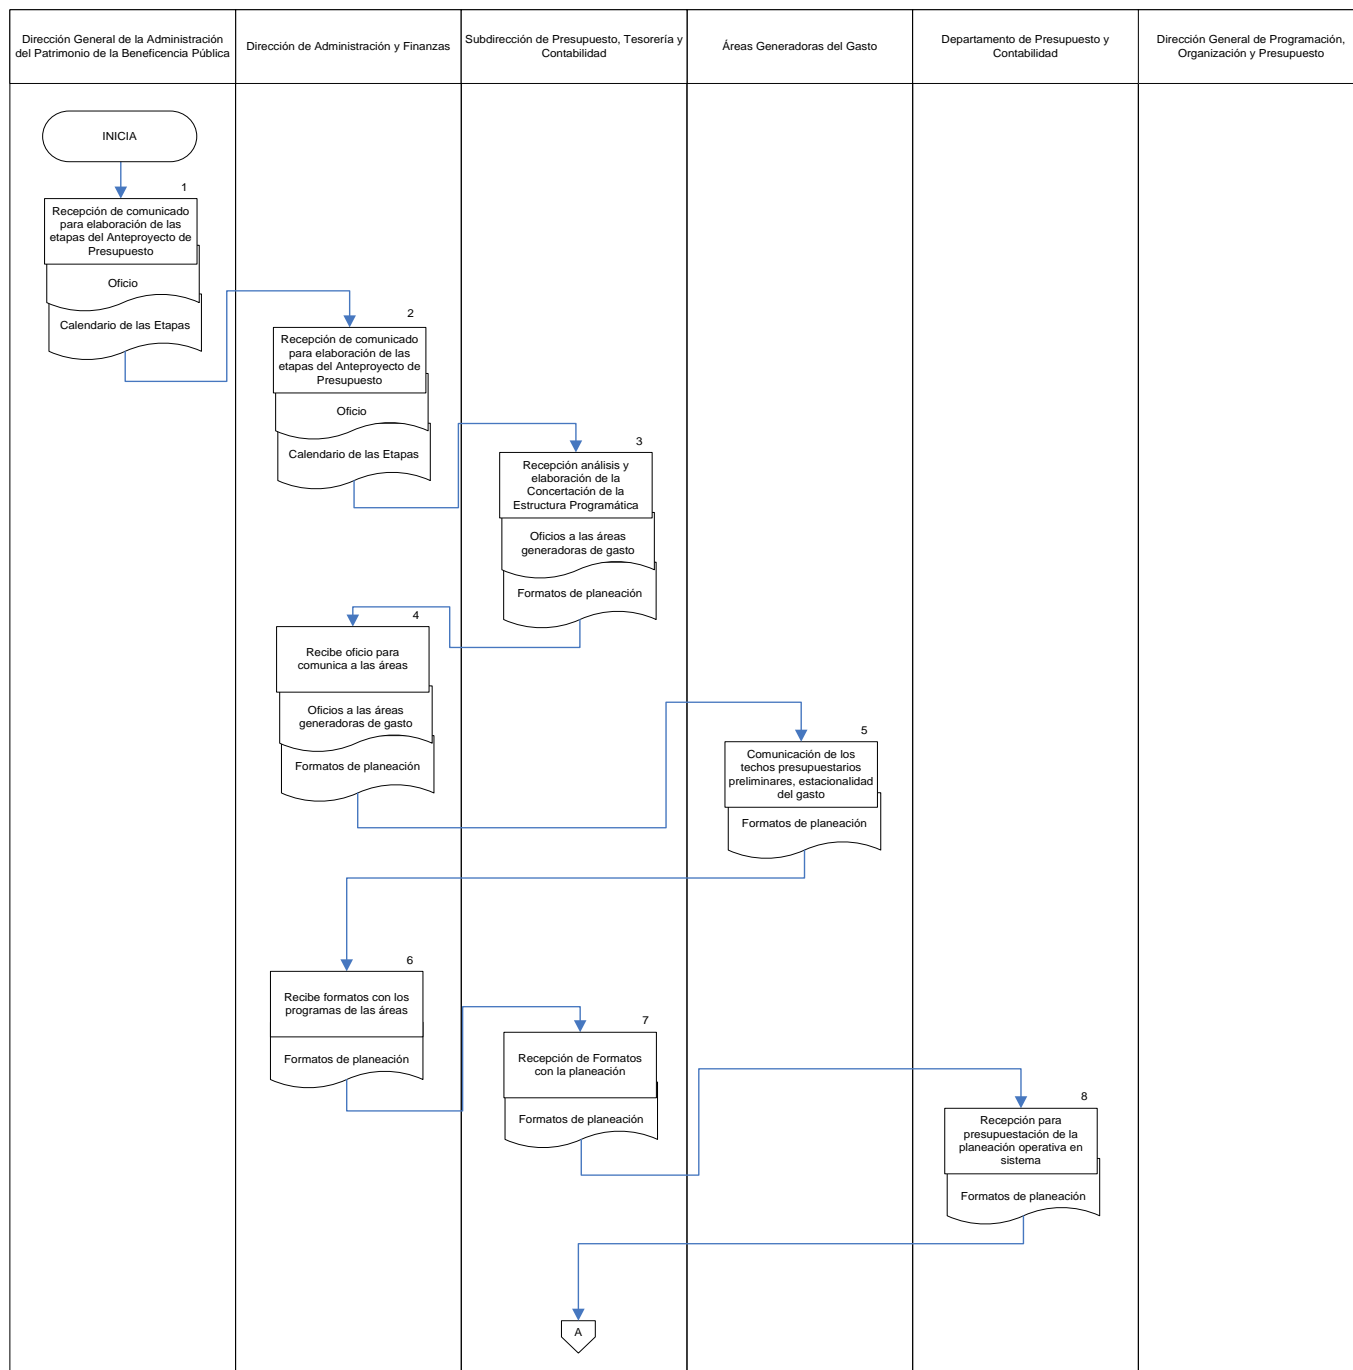 Dirección General de la Administración
del Patrimonio de la Beneficencia Pública
Dirección de Administración y Finanzas
Subdirección de Presupuesto, Tesorería y
Contabilidad
Áreas Generadoras del Gasto
Departamento de Presupuesto y
Contabilidad
Dirección General de Programación,
Organización y Presupuesto
INICIA
1
Recepción de comunicado
para elaboración de las
etapas del Anteproyecto de
Presupuesto
Oficio
Calendario de las Etapas
2
Recepción de comunicado
para elaboración de las
etapas del Anteproyecto de
Presupuesto
Oficio
Calendario de las Etapas
3
Recepción análisis y
elaboración de la
Concertación de la
Estructura Programática
Oficios a las áreas
generadoras de gasto
Formatos de planeación
4
Recibe oficio para
comunica a las áreas
Oficios a las áreas
generadoras de gasto
Formatos de planeación
5
Comunicación de los
techos presupuestarios
preliminares, estacionalidad
del gasto
Formatos de planeación
6
Recibe formatos con los
programas de las áreas
Formatos de planeación
7
Recepción de Formatos
con la planeación
Formatos de planeación
8
Recepción para
presupuestación de la
planeación operativa en
sistema
Formatos de planeación
A